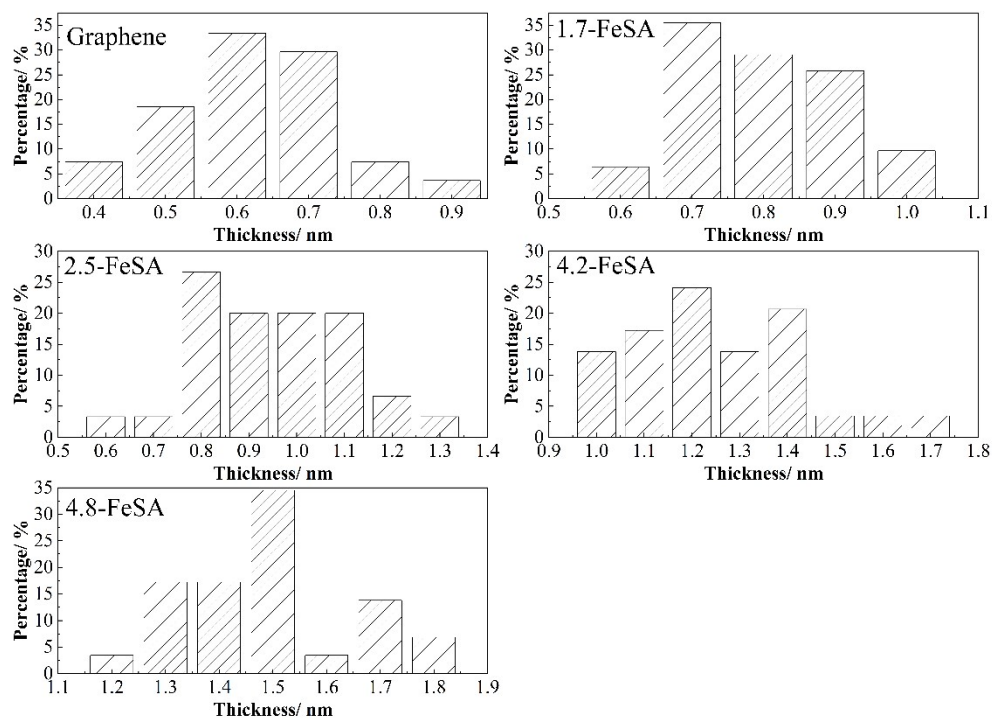 Graphene
Percentage/ %
35
30
25
20
15
10
5
0
0.4 0.5 0.6 0.7 0.8 0.9
Thickness/ nm
1.7-FeSA
Percentage/ %
35
30
25
20
15
10
5
0
0.5 0.6 0.7 0.8 0.9 1.0 1.1
Thickness/ nm
2.5-FeSA
Percentage/ %
30
25
20
15
10
5
0
0.5 0.6 0.7 0.8 0.9 1.0 1.1 1.2 1.3 1.4
Thickness/ nm
4.2-FeSA
Percentage/ %
30
25
20
15
10
5
0
0.9 1.0 1.1 1.2 1.3 1.4 1.5 1.6 1.7 1.8
Thickness/ nm
4.8-FeSA
Percentage/ %
35
30
25
20
15
10
5
0
1.1 1.2 1.3 1.4 1.5 1.6 1.7 1.8 1.9
Thickness/ nm